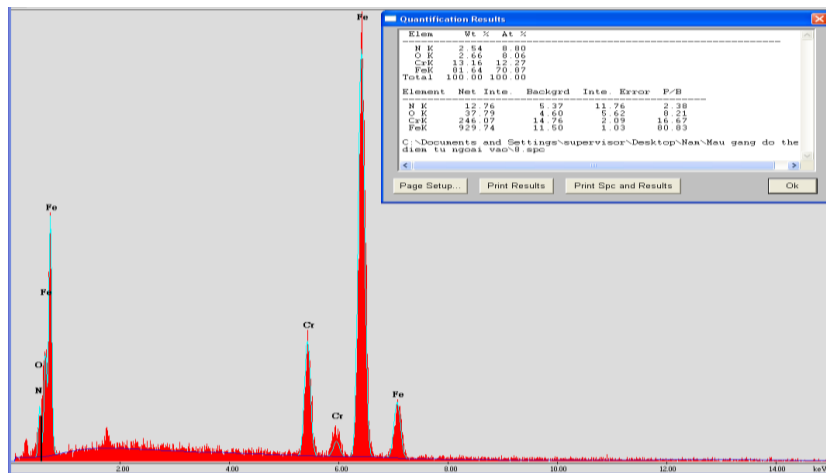 Quantification Results
Elem Wt % At %
N K 2.54 8.80
O K 2.66 8.06
CrK 13.16 12.27
FeK 81.64 70.87
Total 100.00 100.00
Element Net Inte. Backgrd Inte. Error P/B
N K 12.76 5.37 11.76 2.38
O K 37.79 4.60 5.62 8.21
CrK 246.07 14.76 2.09 16.67
FeK 929.74 11.50 1.03 80.83
C:\Documents and Settings\supervisor\Desktop\Nam\Mau gang do the
diem tu ngoai vao\8.spc
Page Setup...
Print Results
Print Spc and Results
Ok
Fe
Fe
Fe
O
N
Cr
Cr
Fe
2.00 4.00 6.00 8.00 10.00 12.00 14.00 keV